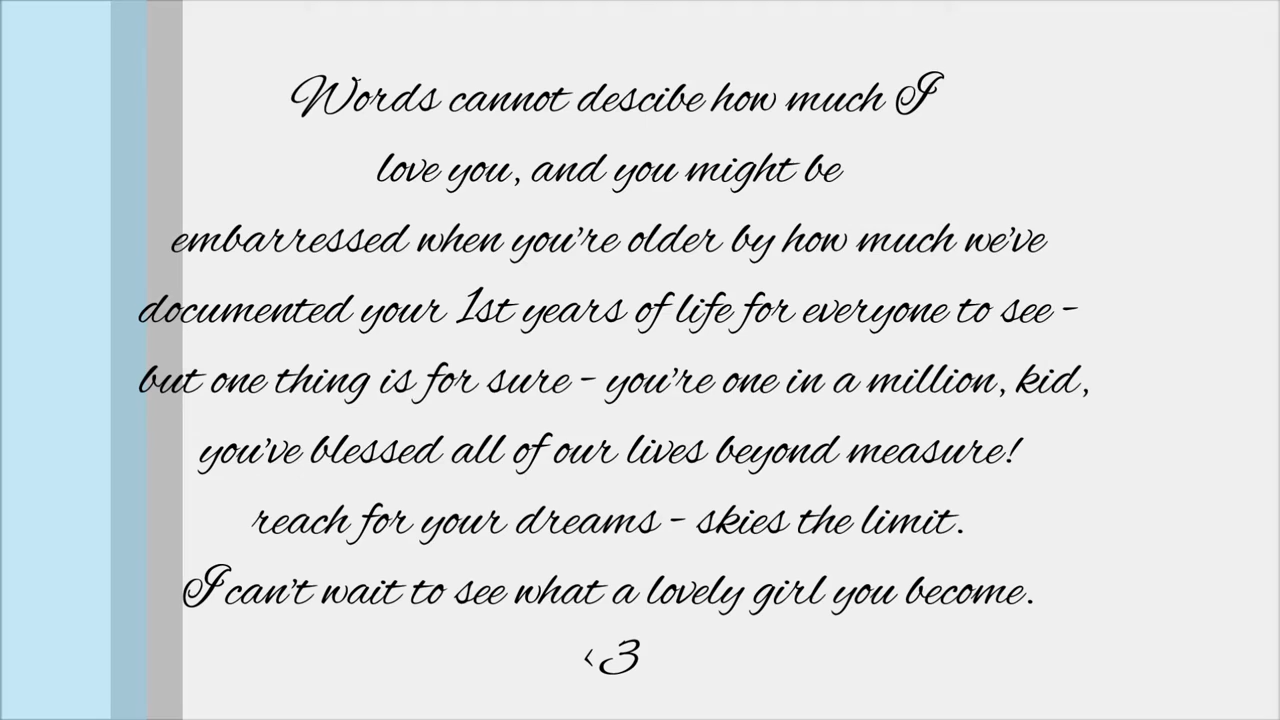 Words cannot descibe how much I
love you, and you might be
embarressed when you're older by how much we've
documented your 1st years of life for everyone to see -
but one thing is for sure - you're one in a million, kid,
you've blessed all of our lives beyond measure!
reach for your dreams - skies the limit.
I can't wait to see what a lovely girl you become.
<3